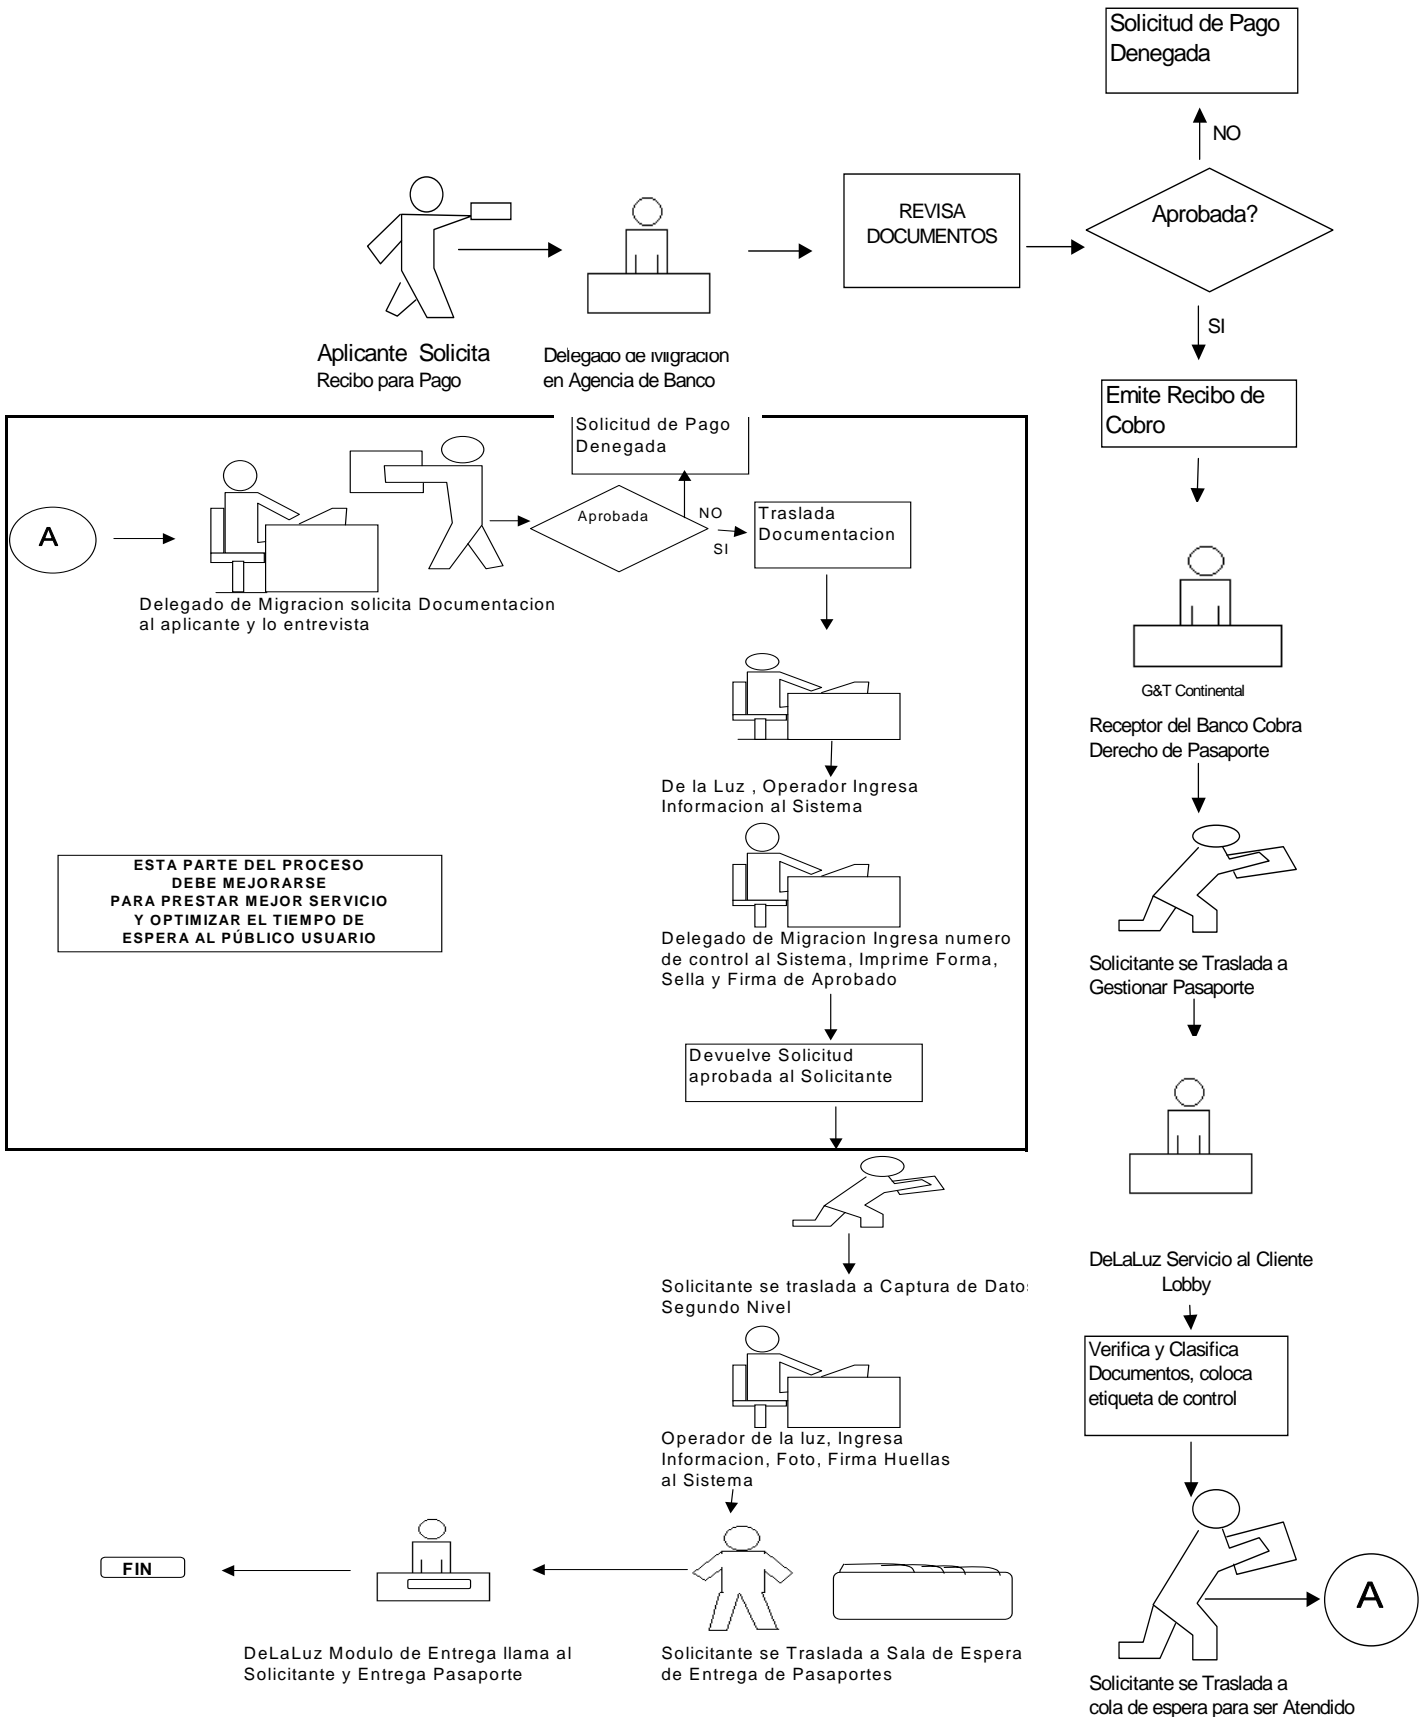 Solicitud de Pago
Denegada
NO
Aprobada?
REVISA
DOCUMENTOS
SI
Aplicante Solicita
Recibo para Pago
Delegado de Migracion
en Agencia de Banco
Emite Recibo de
Cobro
G&T Continental
Receptor del Banco Cobra
Derecho de Pasaporte
Solicitante se Traslada a
Gestionar Pasaporte
DeLaLuz Servicio al Cliente
Lobby
Verifica y Clasifica
Documentos, coloca
etiqueta de control
Solicitante se Traslada a
cola de espera para ser Atendido
A
A
Delegado de Migracion solicita Documentacion
al aplicante y lo entrevista
Solicitud de Pago
Denegada
Aprobada
NO
SI
Traslada
Documentacion
De la Luz , Operador Ingresa
Informacion al Sistema
ESTA PARTE DEL PROCESO
DEBE MEJORARSE
PARA PRESTAR MEJOR SERVICIO
Y OPTIMIZAR EL TIEMPO DE
ESPERA AL PÚBLICO USUARIO
Delegado de Migracion Ingresa numero
de control al Sistema, Imprime Forma,
Sella y Firma de Aprobado
Devuelve Solicitud
aprobada al Solicitante
Solicitante se traslada a Captura de Datos
Segundo Nivel
Operador de la luz, Ingresa
Informacion, Foto, Firma Huellas
al Sistema
Solicitante se Traslada a Sala de Espera
de Entrega de Pasaportes
DeLaLuz Modulo de Entrega llama al
Solicitante y Entrega Pasaporte
FIN